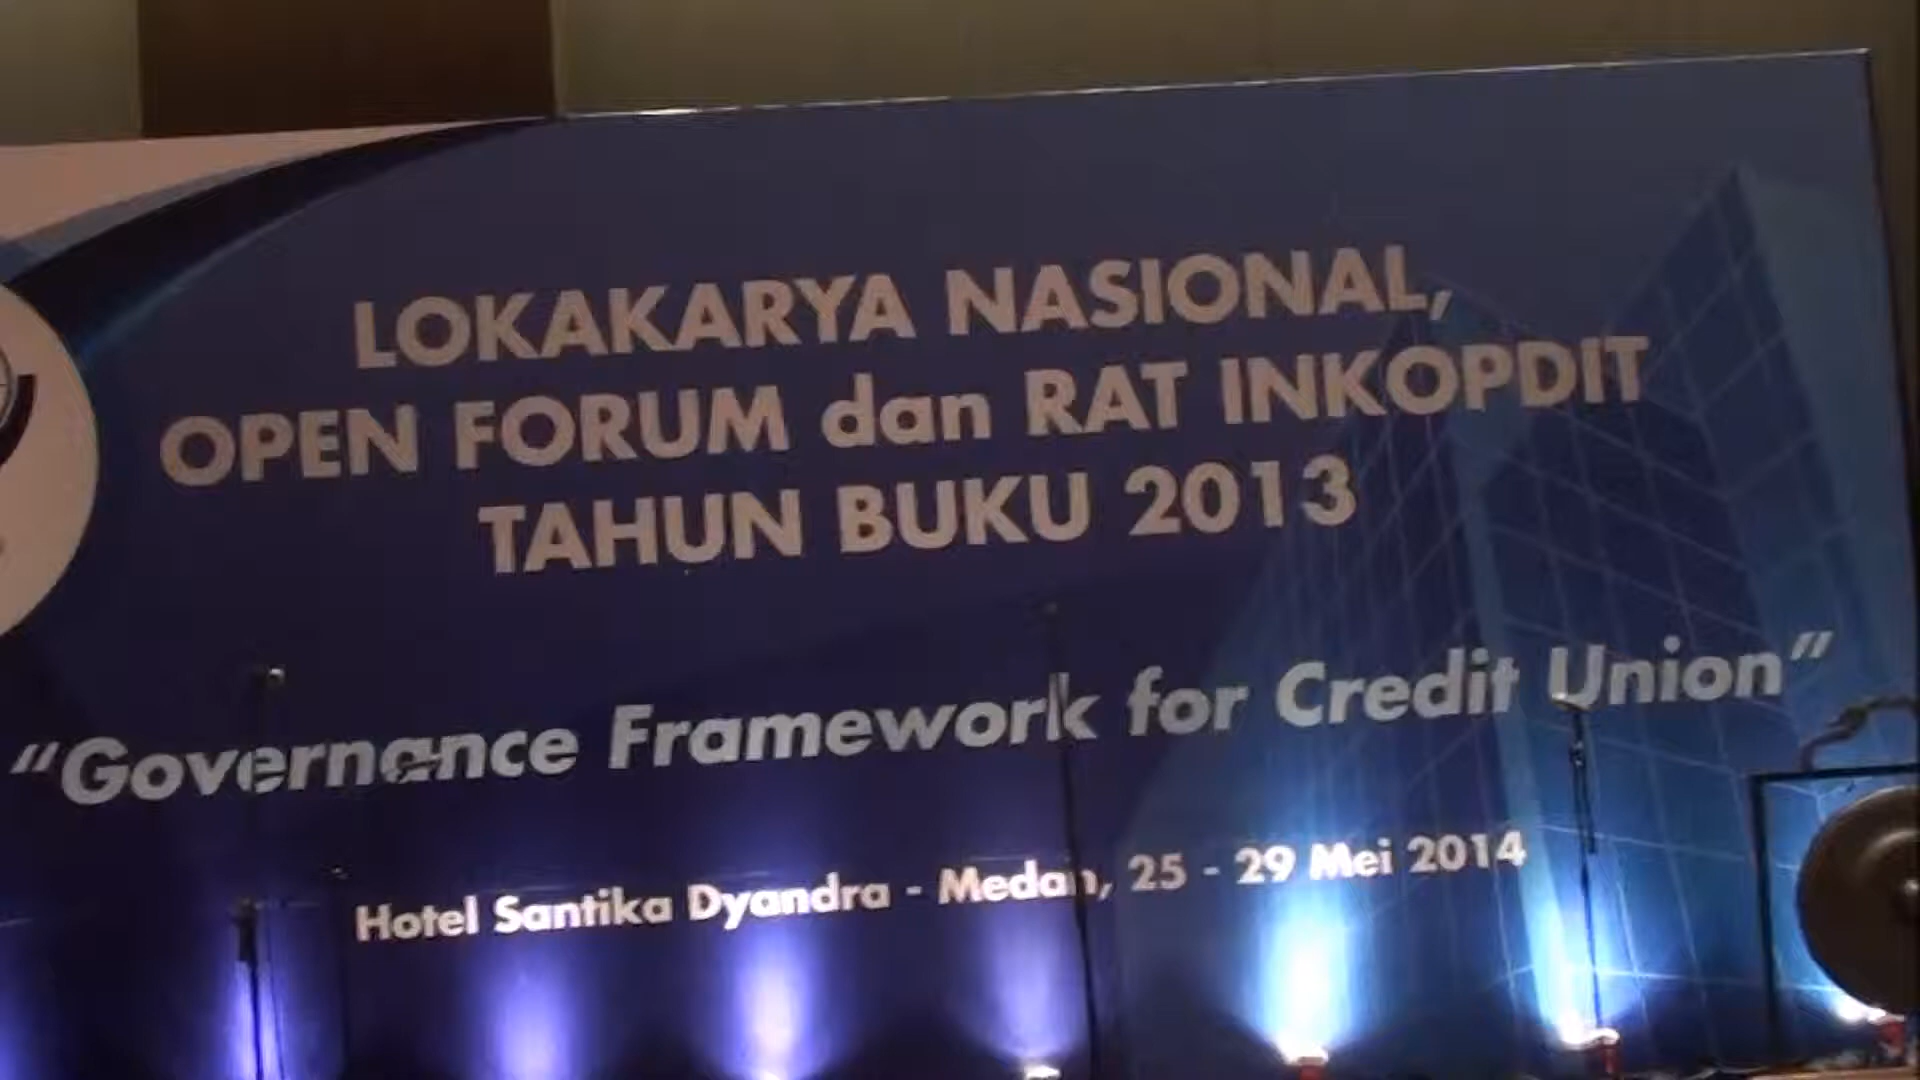 LOKAKARYA NASIONAL,
OPEN FORUM dan RAT INKOPDIT
TAHUN BUKU 2013
"Governance Framework for Credit Union"
Hotel Santika Dyandra - Medan, 25 - 29 Mei 2014